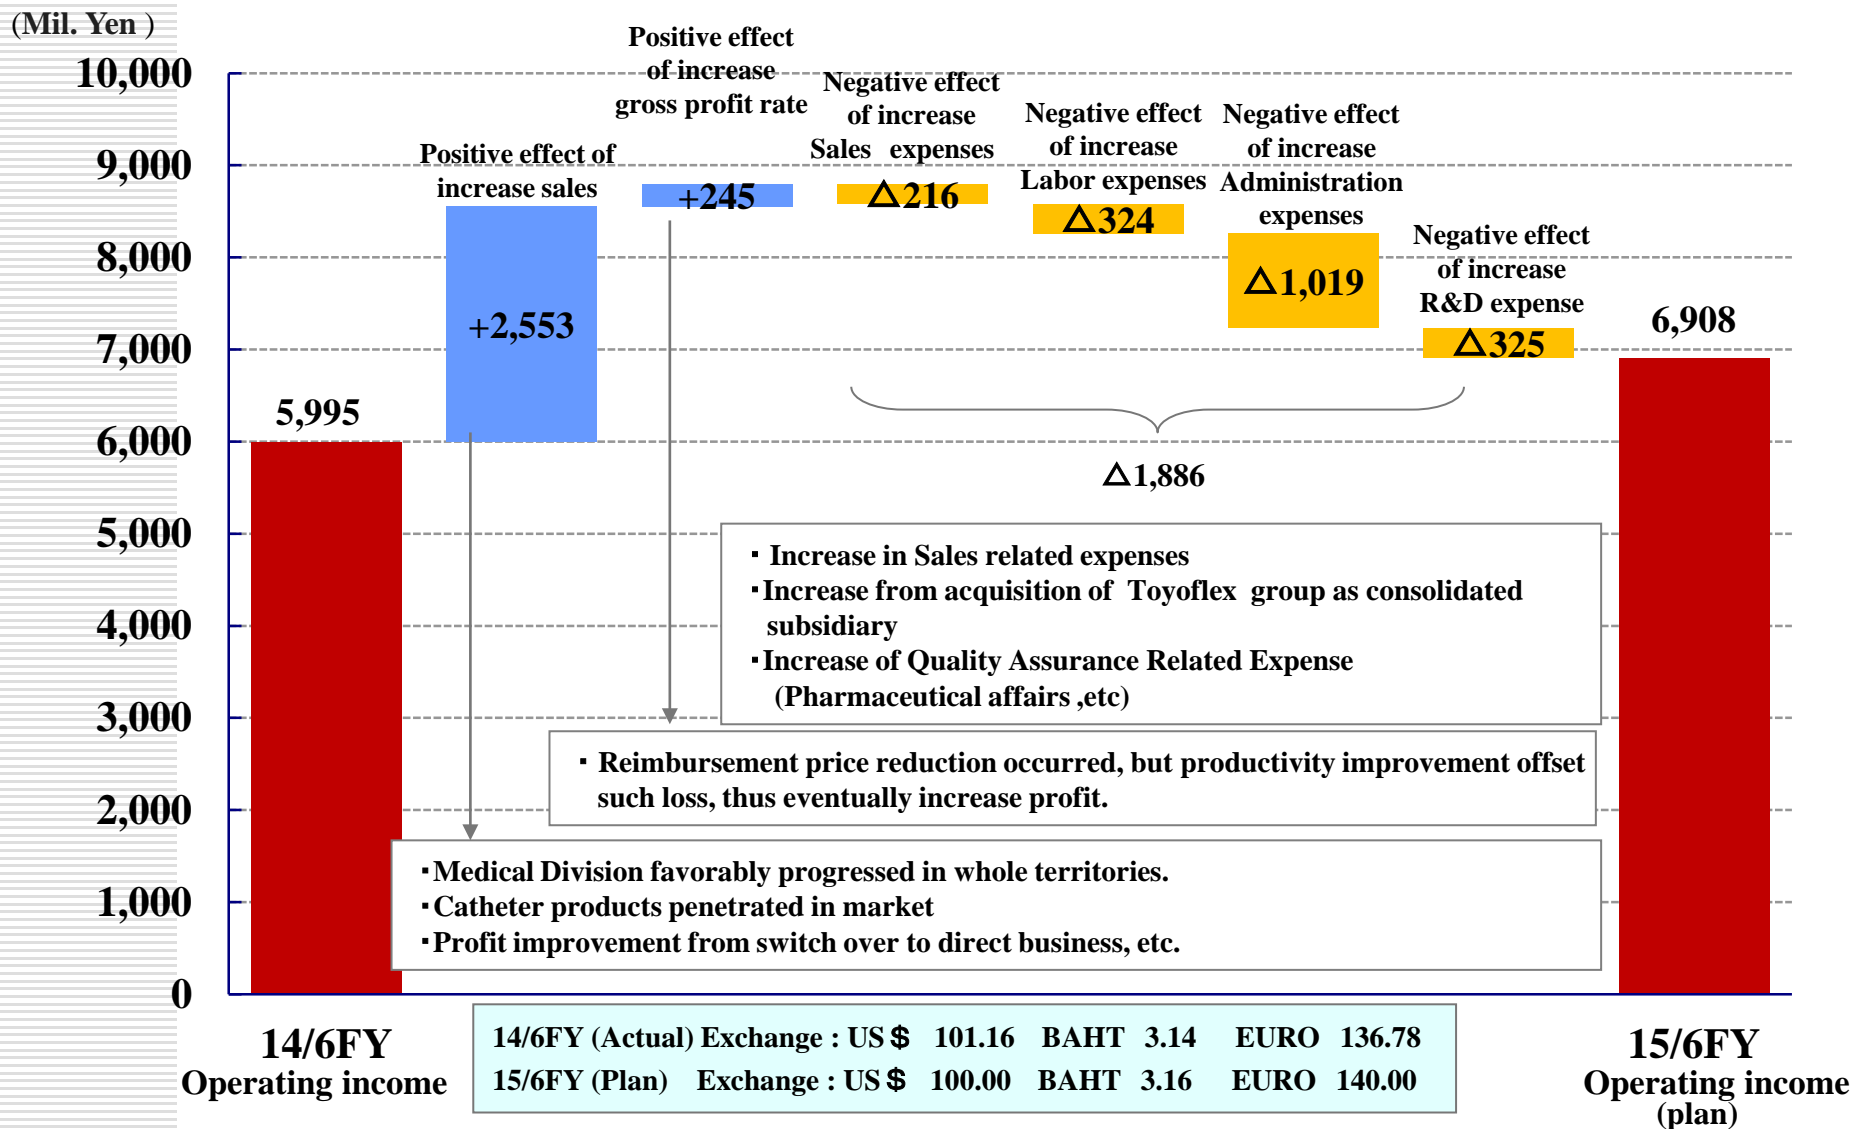 (Mil. Yen )
10,000
9,000
8,000
7,000
6,000
5,000
4,000
3,000
2,000
1,000
0
5,995
Positive effect of
increase sales
+2,553
Positive effect
of increase
gross profit rate
+245
Negative effect
of increase
Sales expenses
△216
Negative effect
of increase
Labor expenses
△324
Negative effect
of increase
Administration
expenses
△1,019
Negative effect
of increase
R&D expense
△325
6,908
△1,886
・Increase in Sales related expenses
・Increase from acquisition of Toyoflex group as consolidated
subsidiary
・Increase of Quality Assurance Related Expense
(Pharmaceutical affairs ,etc)
・Reimbursement price reduction occurred, but productivity improvement offset
such loss, thus eventually increase profit.
・Medical Division favorably progressed in whole territories.
・Catheter products penetrated in market
・Profit improvement from switch over to direct business, etc.
14/6FY
Operating income
14/6FY (Actual) Exchange : US＄ 101.16 BAHT 3.14 EURO 136.78
15/6FY (Plan) Exchange : US＄ 100.00 BAHT 3.16 EURO 140.00
15/6FY
Operating income
(plan)